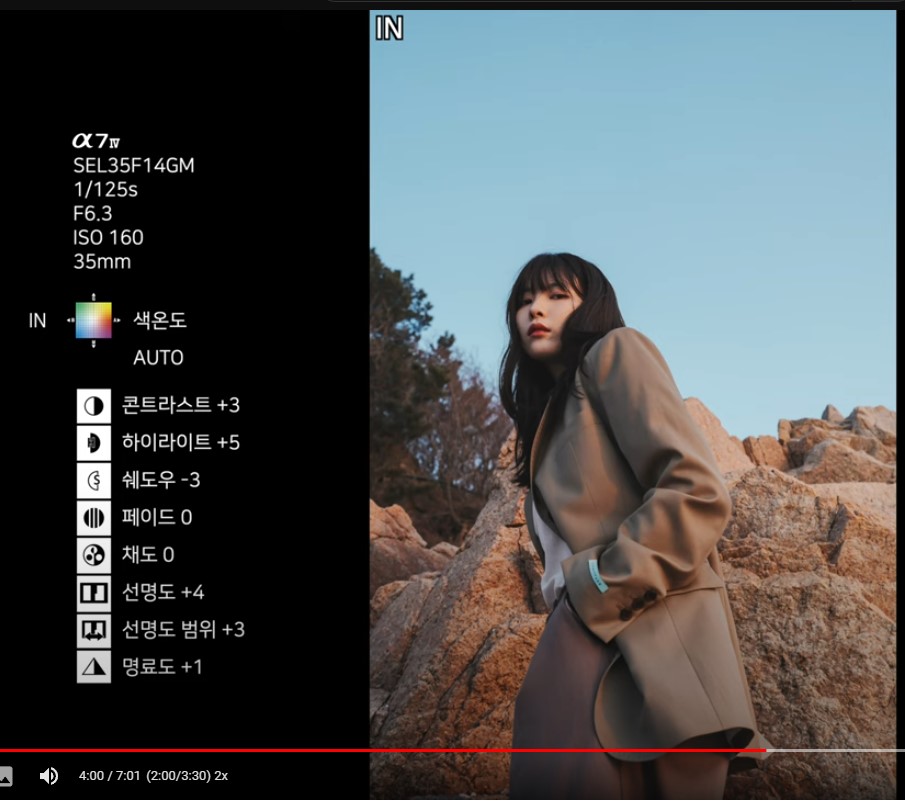 IN
α7IV
SEL35F14GM
1/125s
F6.3
ISO 160
35mm
IN 색온도
AUTO
콘트라스트 +3
하이라이트 +5
쉐도우 -3
페이드 0
채도 0
선명도 +4
선명도 범위 +3
명료도 +1
4:00 / 7:01 (2:00/3:30) 2x